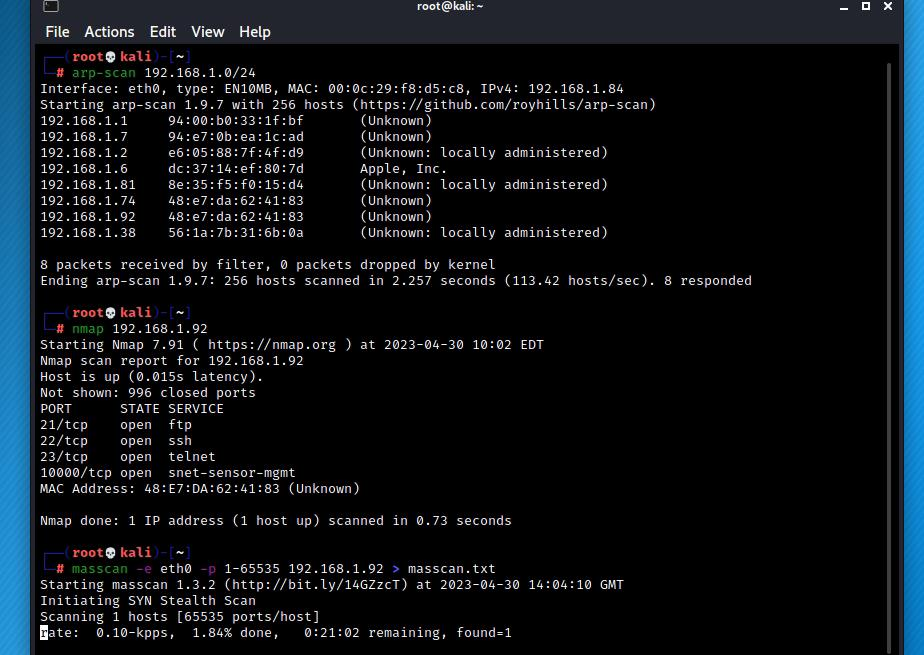 root@kali: ~
File Actions Edit View Help
┌──(root💀kali)-[~]
└─# arp-scan 192.168.1.0/24
Interface: eth0, type: EN10MB, MAC: 00:0c:29:f8:d5:c8, IPv4: 192.168.1.84
Starting arp-scan 1.9.7 with 256 hosts (https://github.com/royhills/arp-scan)
192.168.1.1     94:00:b0:33:1f:bf       (Unknown)
192.168.1.7     94:e7:0b:ea:1c:ad       (Unknown)
192.168.1.2     e6:05:88:7f:4f:d9       (Unknown: locally administered)
192.168.1.6     dc:37:14:ef:80:7d       Apple, Inc.
192.168.1.81    8e:35:f5:f0:15:d4       (Unknown: locally administered)
192.168.1.74    48:e7:da:62:41:83       (Unknown)
192.168.1.92    48:e7:da:62:41:83       (Unknown)
192.168.1.38    56:1a:7b:31:6b:0a       (Unknown: locally administered)
8 packets received by filter, 0 packets dropped by kernel
Ending arp-scan 1.9.7: 256 hosts scanned in 2.257 seconds (113.42 hosts/sec). 8 responded
┌──(root💀kali)-[~]
└─# nmap 192.168.1.92
Starting Nmap 7.91 ( https://nmap.org ) at 2023-04-30 10:02 EDT
Nmap scan report for 192.168.1.92
Host is up (0.015s latency).
Not shown: 996 closed ports
PORT      STATE SERVICE
21/tcp    open  ftp
22/tcp    open  ssh
23/tcp    open  telnet
10000/tcp open  snet-sensor-mgmt
MAC Address: 48:E7:DA:62:41:83 (Unknown)
Nmap done: 1 IP address (1 host up) scanned in 0.73 seconds
┌──(root💀kali)-[~]
└─# masscan -e eth0 -p 1-65535 192.168.1.92 > masscan.txt
Starting masscan 1.3.2 (http://bit.ly/14GZzcT) at 2023-04-30 14:04:10 GMT
Initiating SYN Stealth Scan
Scanning 1 hosts [65535 ports/host]
rate:  0.10-kpps,  1.84% done,   0:21:02 remaining, found=1